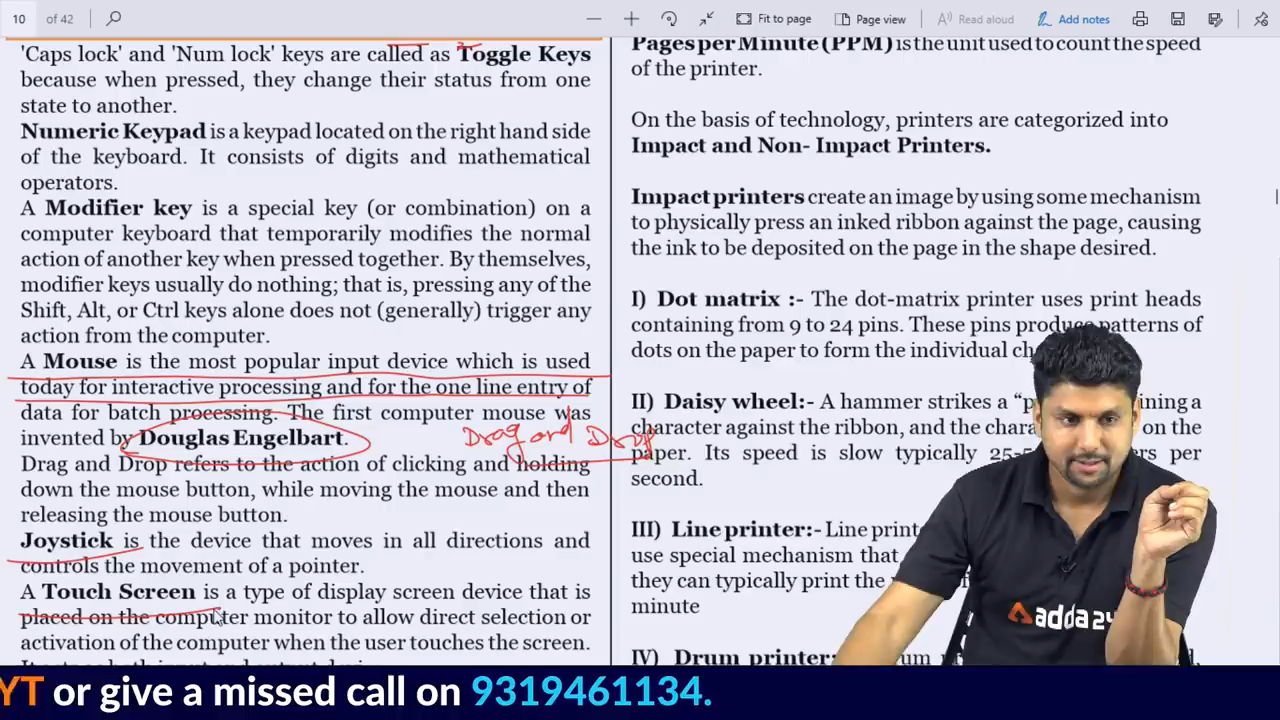 10 of 42
Fit to page
Page view
Read aloud
Add notes
'Caps lock' and 'Num lock' keys are called as Toggle Keys
because when pressed, they change their status from one
state to another.
Numeric Keypad is a keypad located on the right hand side
of the keyboard. It consists of digits and mathematical
operators.
A Modifier key is a special key (or combination) on a
computer keyboard that temporarily modifies the normal
action of another key when pressed together. By themselves,
modifier keys usually do nothing; that is, pressing any of the
Shift, Alt, or Ctrl keys alone does not (generally) trigger any
action from the computer.
A Mouse is the most popular input device which is used
today for interactive processing and for the one line entry of
data for batch processing. The first computer mouse was
invented by Douglas Engelbart.
Drag and Drop
Drag and Drop refers to the action of clicking and holding
down the mouse button, while moving the mouse and then
releasing the mouse button.
Joystick is the device that moves in all directions and
controls the movement of a pointer.
A Touch Screen is a type of display screen device that is
placed on the computer monitor to allow direct selection or
activation of the computer when the user touches the screen.
Pages per Minute (PPM) is the unit used to count the speed
of the printer.
On the basis of technology, printers are categorized into
Impact and Non- Impact Printers.
Impact printers create an image by using some mechanism
to physically press an inked ribbon against the page, causing
the ink to be deposited on the page in the shape desired.
I) Dot matrix :- The dot-matrix printer uses print heads
containing from 9 to 24 pins. These pins produce patterns of
dots on the paper to form the individual
II) Daisy wheel:- A hammer strikes a a
character against the ribbon, and the on the
paper. Its speed is slow typically per
second.
III) Line printer:- Line
use special mechanism that
they can typically print the
minute
IV) Drum printer:
adda 24
YT or give a missed call on 9319461134.